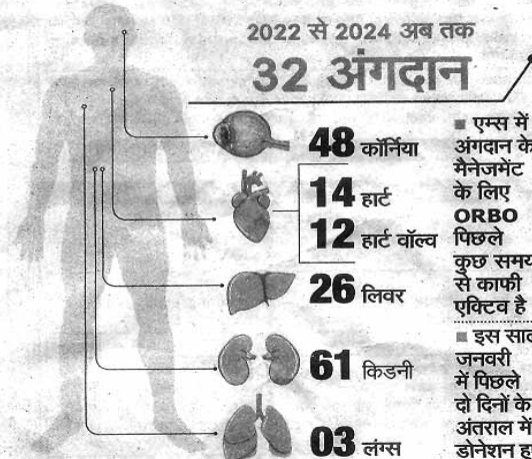 2022 से 2024 अब तक
32 अंगदान
48 कॉर्निया
14 हार्ट
12 हार्ट वॉल्व
26 लिवर
61 किडनी
03 लंग्स
■ एम्स में
अंगदान के
मैनेजमेंट
के लिए
ORBO
पिछले
कुछ समय
से काफी
एक्टिव है
■ इस साल
जनवरी
में पिछले
दो दिनों के
अंतराल में
डोनेशन